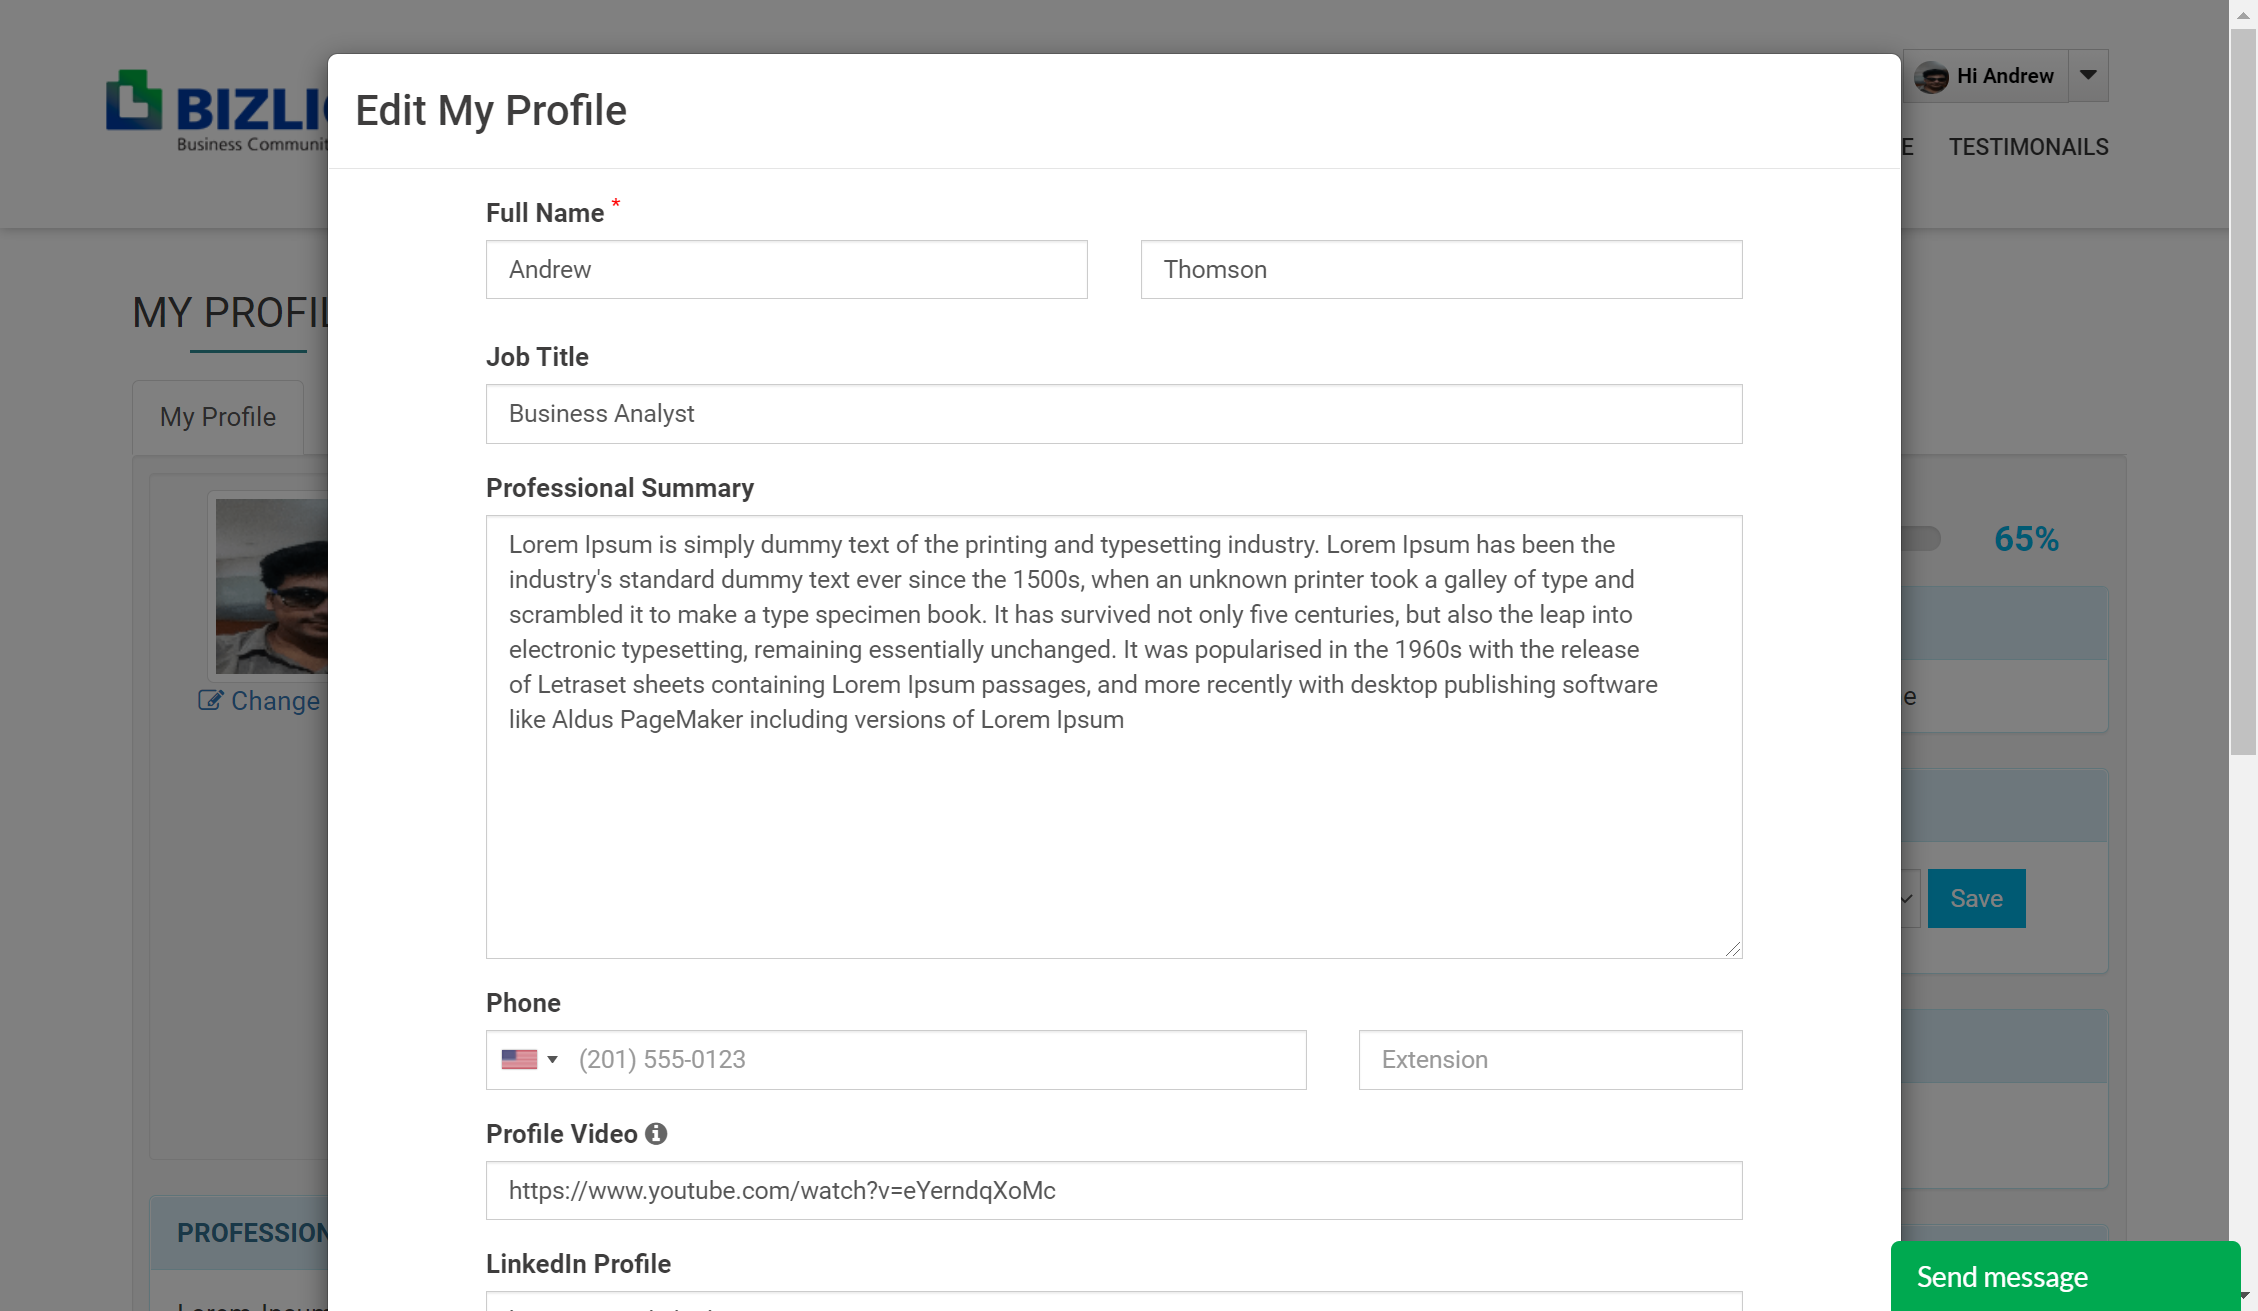 BIZLI
Business Communit
Hi Andrew
E TESTIMONAILS
Edit My Profile
Full Name *
Andrew
Thomson
MY PROFIL
Job Title
My Profile
Business Analyst
Professional Summary
Lorem Ipsum is simply dummy text of the printing and typesetting industry. Lorem Ipsum has been the
industry's standard dummy text ever since the 1500s, when an unknown printer took a galley of type and
scrambled it to make a type specimen book. It has survived not only five centuries, but also the leap into
electronic typesetting, remaining essentially unchanged. It was popularised in the 1960s with the release
of Letraset sheets containing Lorem Ipsum passages, and more recently with desktop publishing software
like Aldus PageMaker including versions of Lorem Ipsum
65%
Change
e
Save
Phone
(201) 555-0123
Extension
Profile Video
https://www.youtube.com/watch?v=eYerndqXoMc
PROFESSION
LinkedIn Profile
Send message
Lorem Ipsum